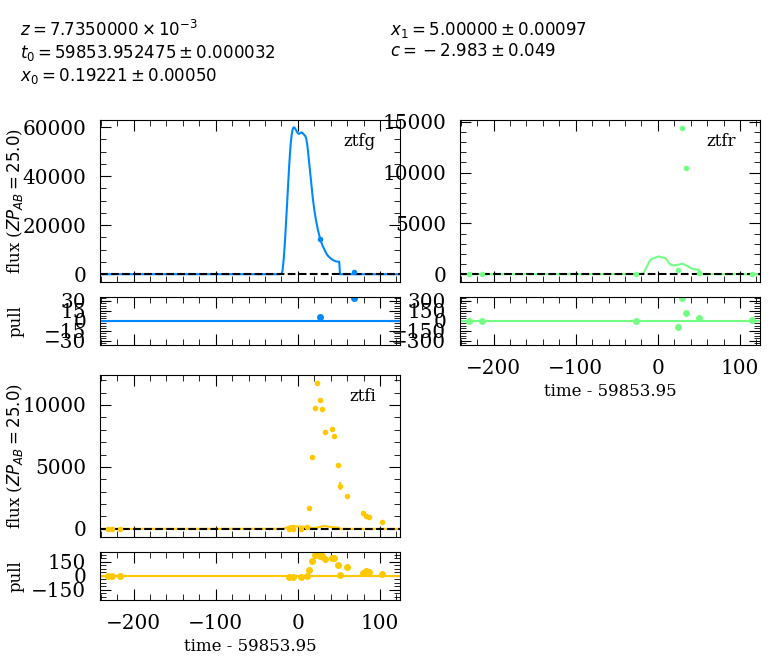 z = 7.7350000 × 10⁻³
t₀ = 59853.952475 ± 0.000032
x₀ = 0.19221 ± 0.00050
x₁ = 5.00000 ± 0.00097
c = −2.983 ± 0.049
60000
40000
20000
0
flux (ZP_AB = 25.0)
ztfg
15000
10000
5000
0
ztfr
30
15
0
−15
−30
pull
300
150
0
−150
−300
−200
−100
0
100
time - 59853.95
10000
5000
0
flux (ZP_AB = 25.0)
ztfi
150
0
−150
pull
−200
−100
0
100
time - 59853.95